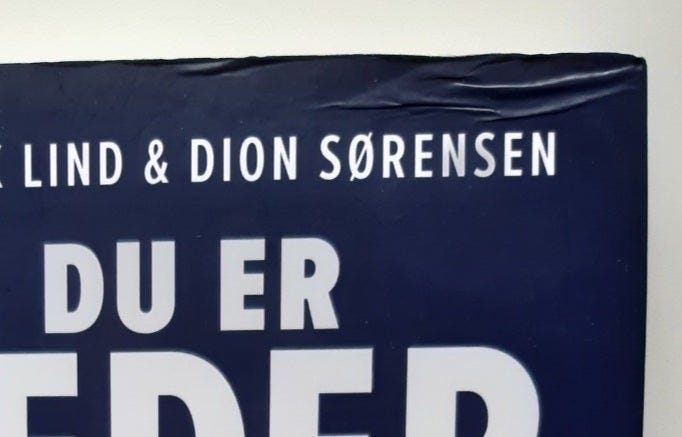 LIND & DION SØRENSEN
DU ER